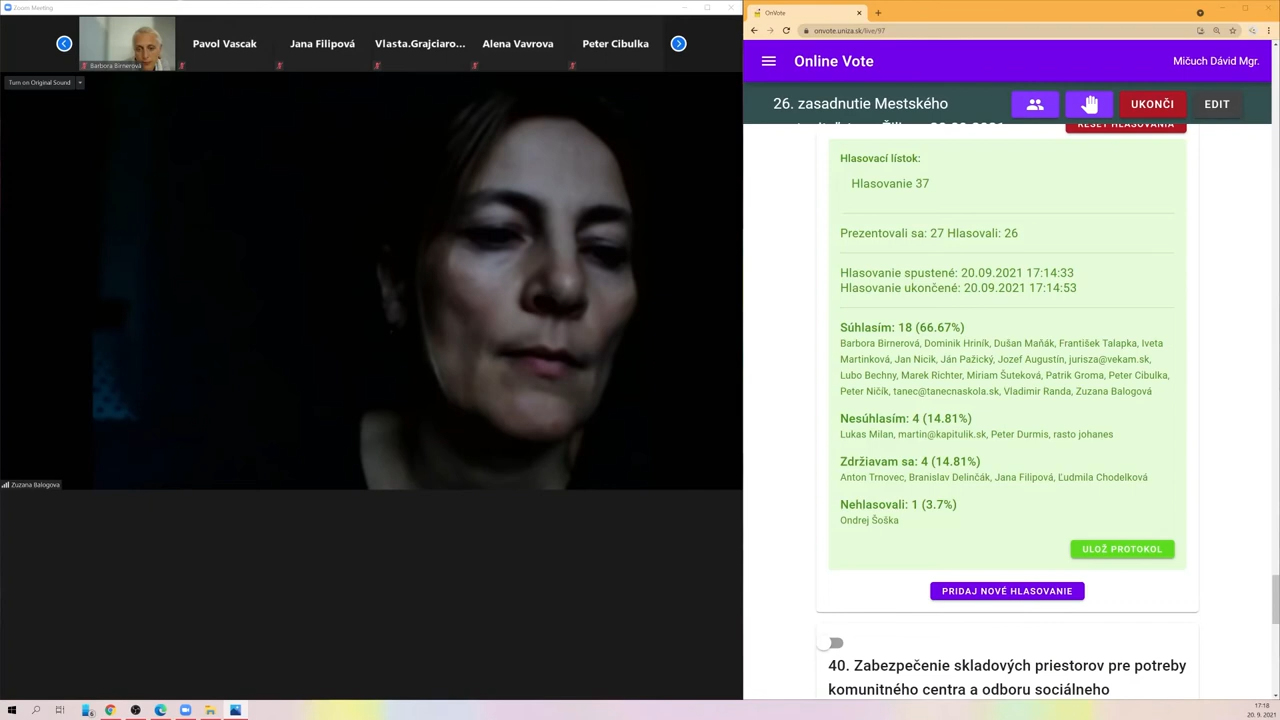 Zoom Meeting
Barbora Birnerová
Pavol Vascak
Jana Filipová
Vlasta.Grajciaro...
Alena Vavrova
Peter Cibulka
Turn on Original Sound
Zuzana Balogova
OnVote
onvote.uniza.sk/live/97
Online Vote
Mičuch Dávid Mgr.
26. zasadnutie Mestského
UKONČI
EDIT
RESET HLASOVANIA
Hlasovací lístok:
Hlasovanie 37
Prezentovali sa: 27 Hlasovali: 26
Hlasovanie spustené: 20.09.2021 17:14:33
Hlasovanie ukončené: 20.09.2021 17:14:53
Súhlasím: 18 (66.67%)
Barbora Birnerová, Dominik Hriník, Dušan Maňák, František Talapka, Iveta
Martinková, Jan Nicik, Ján Pažický, Jozef Augustín, jurisza@vekam.sk,
Lubo Bechny, Marek Richter, Miriam Šuteková, Patrik Groma, Peter Cibulka,
Peter Ničík, tanec@tanecnaskola.sk, Vladimir Randa, Zuzana Balogová
Nesúhlasím: 4 (14.81%)
Lukas Milan, martin@kapitulik.sk, Peter Durmis, rasto johanes
Zdržiavam sa: 4 (14.81%)
Anton Trnovec, Branislav Delinčák, Jana Filipová, Ľudmila Chodelková
Nehlasovali: 1 (3.7%)
Ondrej Šoška
ULOŽ PROTOKOL
PRIDAJ NOVÉ HLASOVANIE
40. Zabezpečenie skladových priestorov pre potreby
komunitného centra a odboru sociálneho
17:18
20. 9. 2021